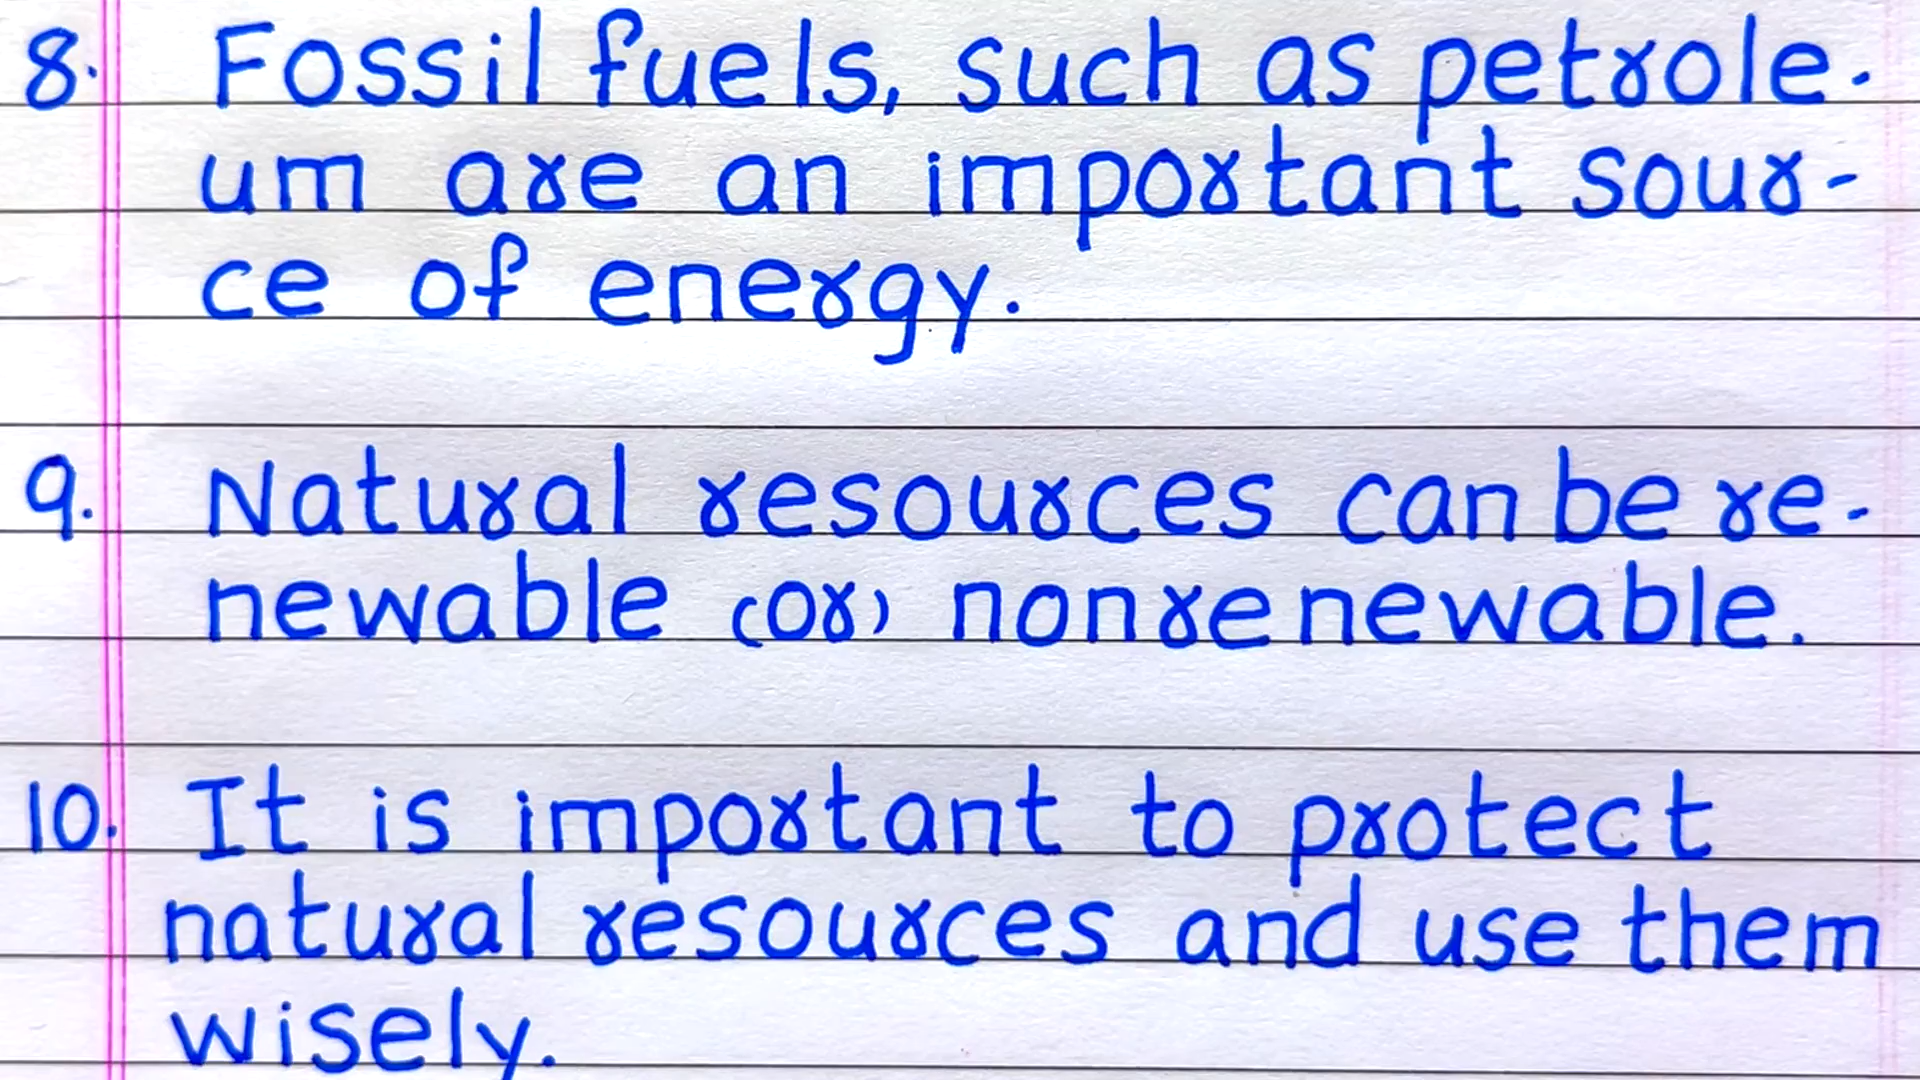 8. Fossil fuels, such as petrole-
um are an important sour-
ce of energy.
9. Natural resources can be re-
newable (or) nonrenewable.
10. It is important to protect
natural resources and use them
wisely.